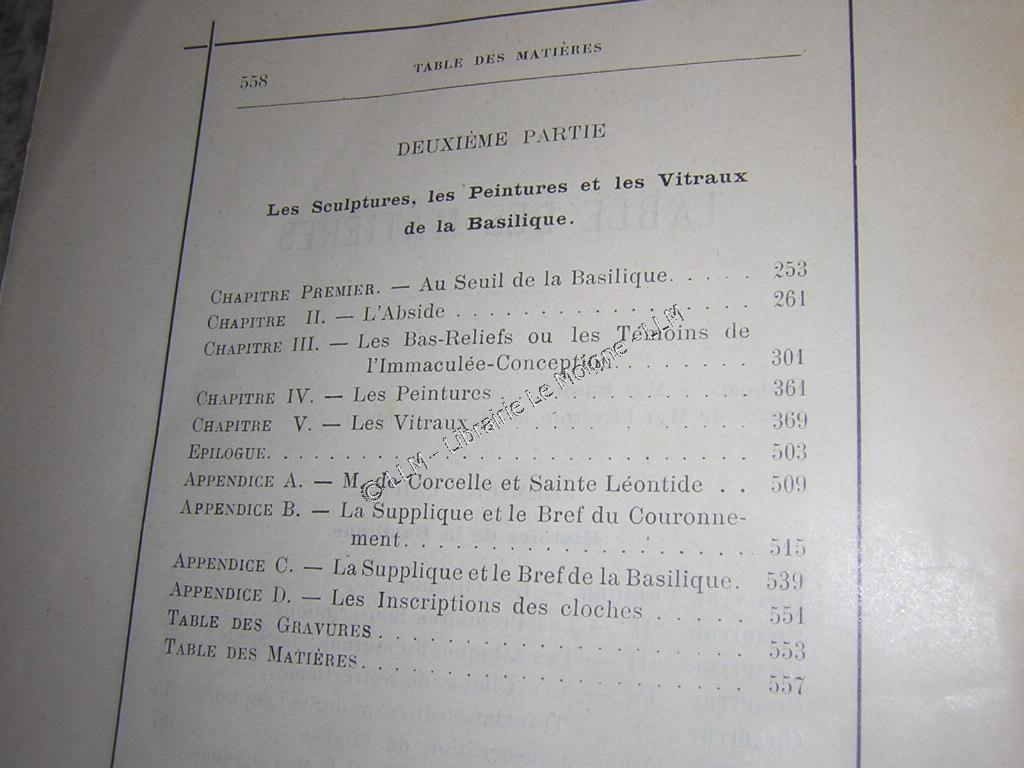 558
TABLE DES MATIÈRES
DEUXIÈME PARTIE
Les Sculptures, les Peintures et les Vitraux
de la Basilique.
CHAPITRE PREMIER. — Au Seuil de la Basilique. . . . . 253
CHAPITRE II. — L'Abside . . . . . . . . . . . . . . 261
CHAPITRE III. — Les Bas-Reliefs ou les Témoins de
l'Immaculée-Conception. . . . . . . . 301
CHAPITRE IV. — Les Peintures . . . . . . . . . . . . 361
CHAPITRE V. — Les Vitraux . . . . . . . . . . . . . 369
EPILOGUE. . . . . . . . . . . . . . . . . . . . . 503
APPENDICE A. — M. de Corcelle et Sainte Léontide . . 509
APPENDICE B. — La Supplique et le Bref du Couronne-
ment. . . . . . . . . . . . . . . . 515
APPENDICE C. — La Supplique et le Bref de la Basilique. 539
APPENDICE D. — Les Inscriptions des cloches . . . . . 551
TABLE DES GRAVURES . . . . . . . . . . . . . . . . 553
TABLE DES MATIÈRES . . . . . . . . . . . . . . . . 557
© LLM - Librairie Le Moigne - LLM